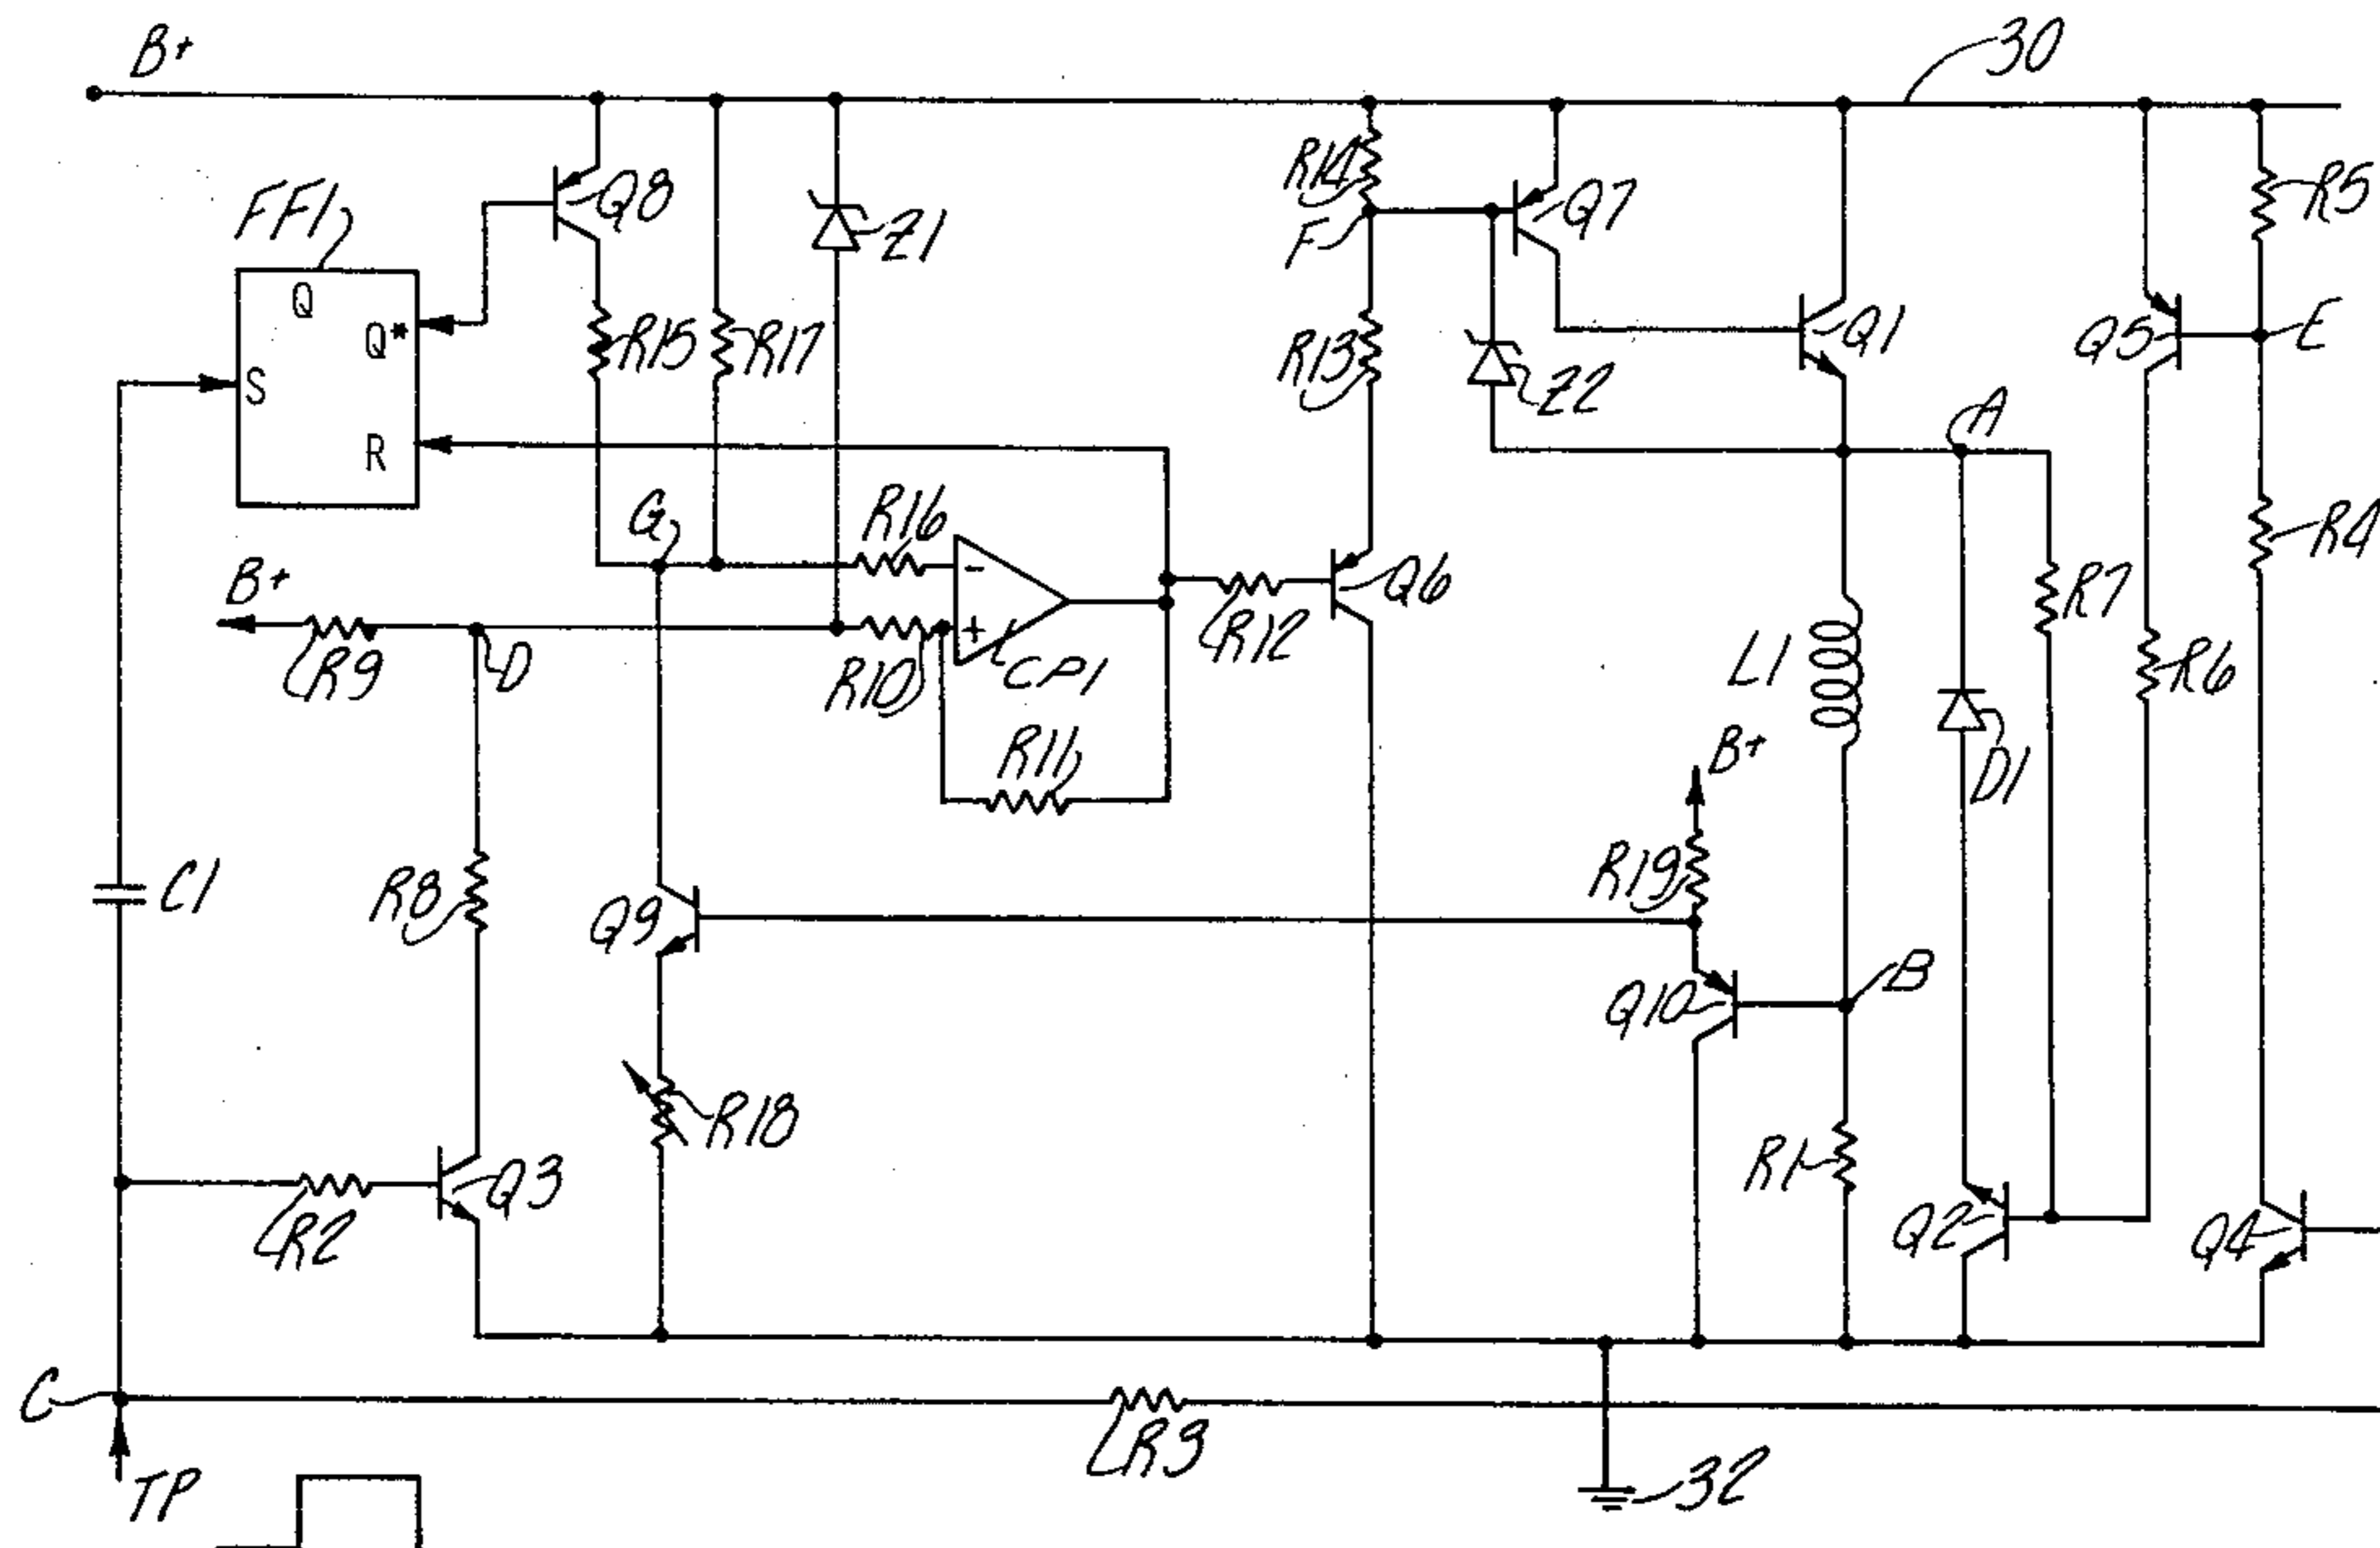 B+
30
FF1
Q
Q*
S
R
Q8
R15
R17
Z1
R14
F
Q7
R13
Z2
Q1
A
Q5
R5
E
R4
G
R16
B+
R9
D
R10
-
+
CP1
R11
R12
Q6
L1
B+
D1
R7
R6
C1
R8
Q9
R19
Q10
B
R18
R1
R2
Q3
Q2
Q4
C
R3
TP
32